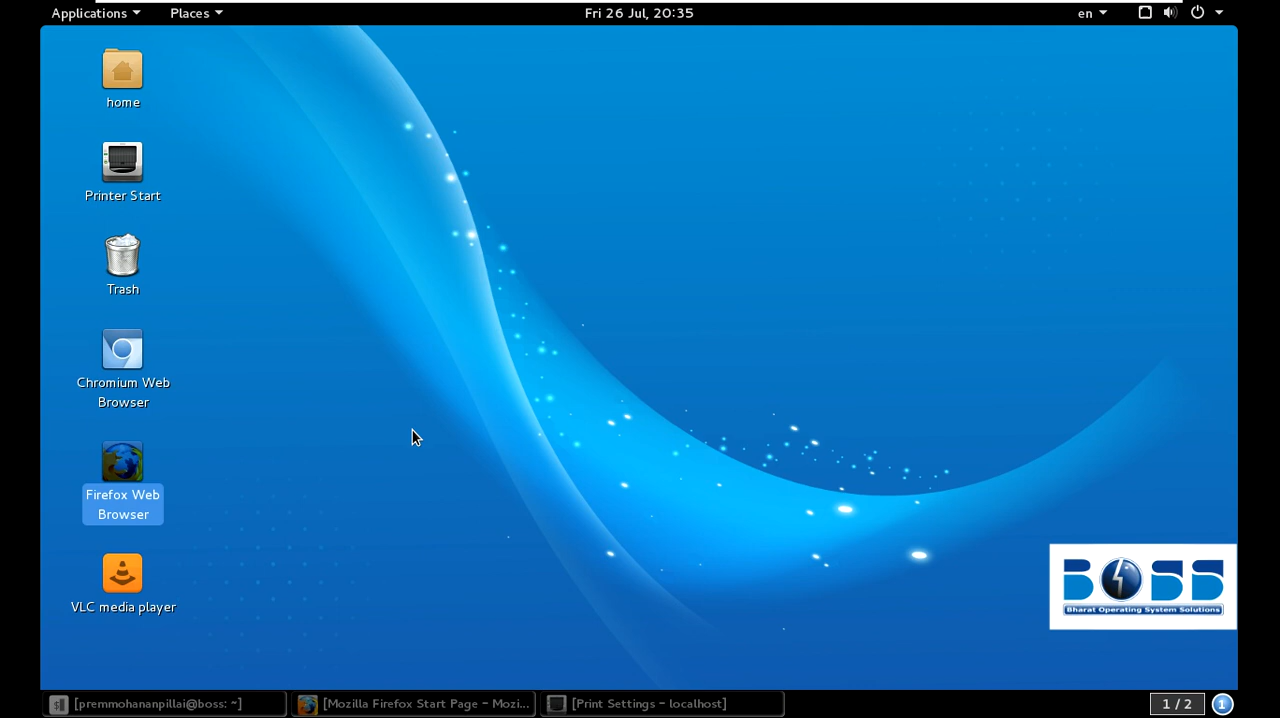 Applications Places Fri 26 Jul, 20:35 en
home
Printer Start
Trash
Chromium Web
Browser
Firefox Web
Browser
VLC media player
BOSS
Bharat Operating System Solutions
[premmohananpillai@boss: ~] [Mozilla Firefox Start Page - Mozi... [Print Settings - localhost] 1 / 2 1